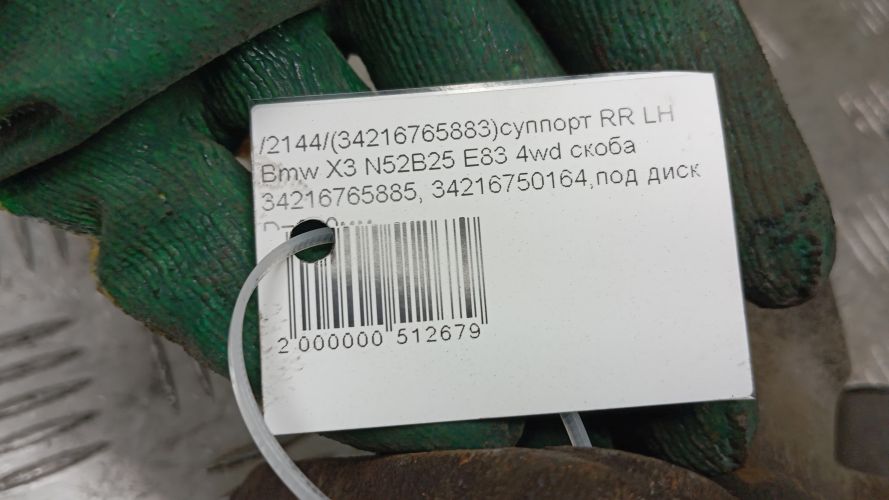 /2144/(34216765883)суппорт RR LH
Bmw X3 N52B25 E83 4wd скоба
34216765885, 34216750164,под диск
2 000000 512679